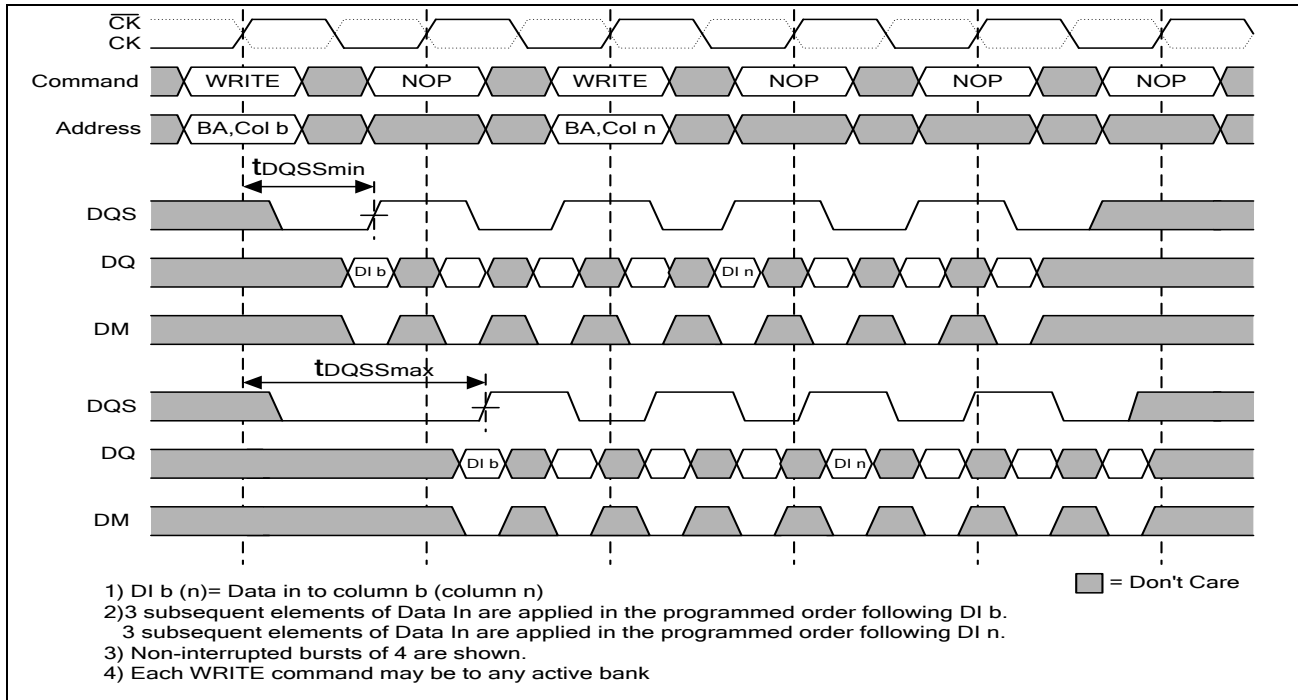 CK
CK
Command WRITE NOP WRITE NOP NOP NOP
Address BA,Col b BA,Col n
tDQSSmin
DQS
DQ DI b DI n
DM
tDQSSmax
DQS
DQ DI b DI n
DM
1) DI b (n)= Data in to column b (column n)
= Don't Care
2)3 subsequent elements of Data In are applied in the programmed order following DI b.
3 subsequent elements of Data In are applied in the programmed order following DI n.
3) Non-interrupted bursts of 4 are shown.
4) Each WRITE command may be to any active bank